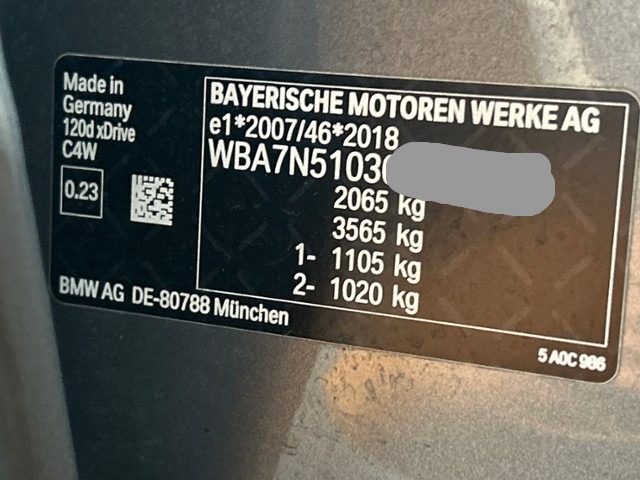 Made in
Germany
120d xDrive
C4W
0.23
BAYERISCHE MOTOREN WERKE AG
e1*2007/46*2018
WBA7N5103
2065 kg
3565 kg
1- 1105 kg
2- 1020 kg
BMW AG DE-80788 München
5 A0C 986